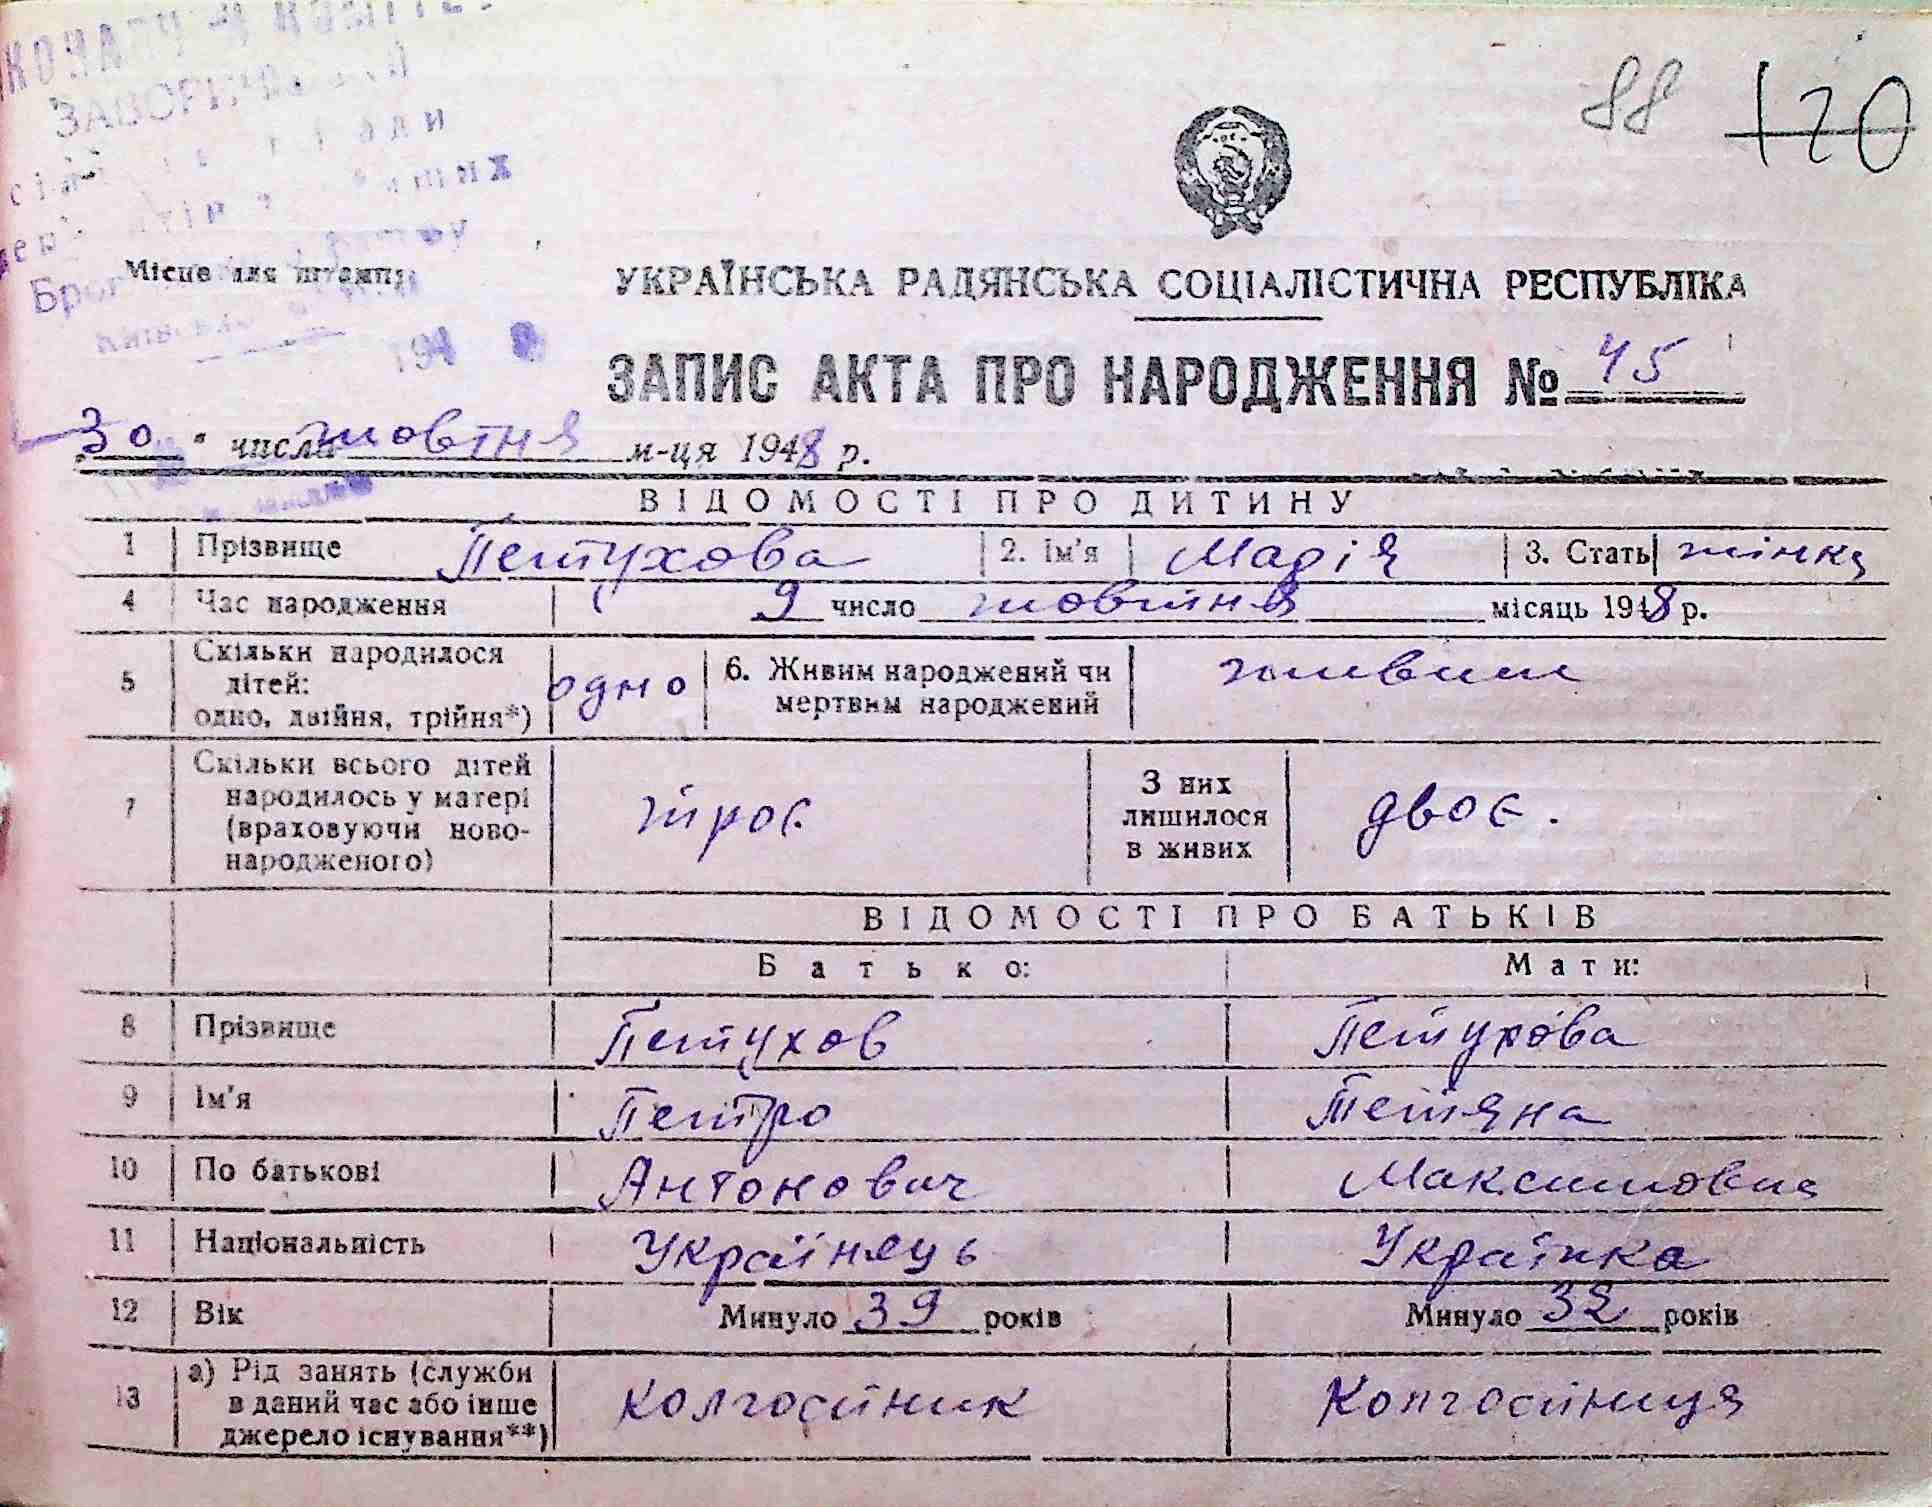 ЗАВОРИЧСЬКОЇ
88 120
Місце для штампу
194
УКРАЇНСЬКА РАДЯНСЬКА СОЦІАЛІСТИЧНА РЕСПУБЛІКА
ЗАПИС АКТА ПРО НАРОДЖЕННЯ № 45
"30" числа жовтня м-ця 1948 р.
ВІДОМОСТІ ПРО ДИТИНУ
1 Прізвище Петухова 2. Ім'я Марія 3. Стать жінка
4 Час народження 9 число жовтня місяць 1948 р.
5 Скільки народилося
дітей:
одно, двійня, трійня*) одно 6. Живим народжений чи
мертвим народжений живим
7 Скільки всього дітей
народилось у матері
(враховуючи ново-
народженого) троє. З них
лишилося
в живих двоє.
ВІДОМОСТІ ПРО БАТЬКІВ
Батько: Мати:
8 Прізвище Петухов Петухова
9 Ім'я Петро Тетяна
10 По батькові Антонович Максимовна
11 Національність Українець Українка
12 Вік Минуло 39 років Минуло 32 років
13 а) Рід занять (служби
в даний час або інше
джерело існування**) Колгоспник Колгоспниця